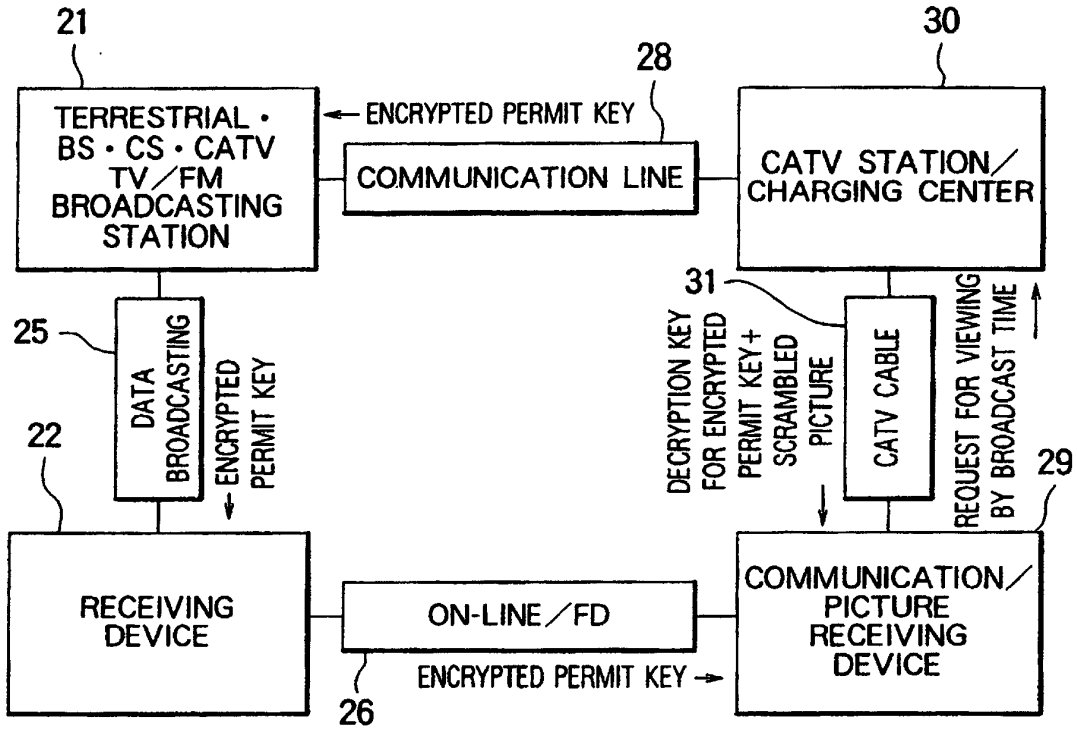 21
30
28
TERRESTRIAL・
BS・CS・CATV
TV/FM
BROADCASTING
STATION
← ENCRYPTED PERMIT KEY
COMMUNICATION LINE
CATV STATION/
CHARGING CENTER
25
DATA
BROADCASTING
ENCRYPTED
PERMIT KEY
→
31
DECRYPTION KEY
FOR ENCRYPTED
PERMIT KEY+
SCRAMBLED
PICTURE
CATV CABLE
REQUEST FOR VIEWING
BY BROADCAST TIME
→
22
29
RECEIVING
DEVICE
ON-LINE/FD
COMMUNICATION/
PICTURE
RECEIVING
DEVICE
26
ENCRYPTED PERMIT KEY →